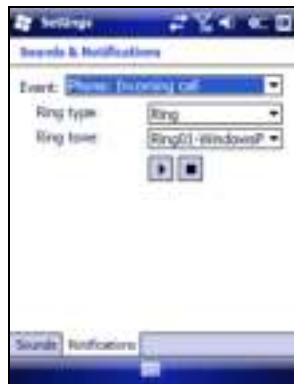 Settings
Sounds & Notifications
Event: Phone: Incoming call
Ring type: Ring
Ring tone: Ring01-WindowsP
Sounds Notifications